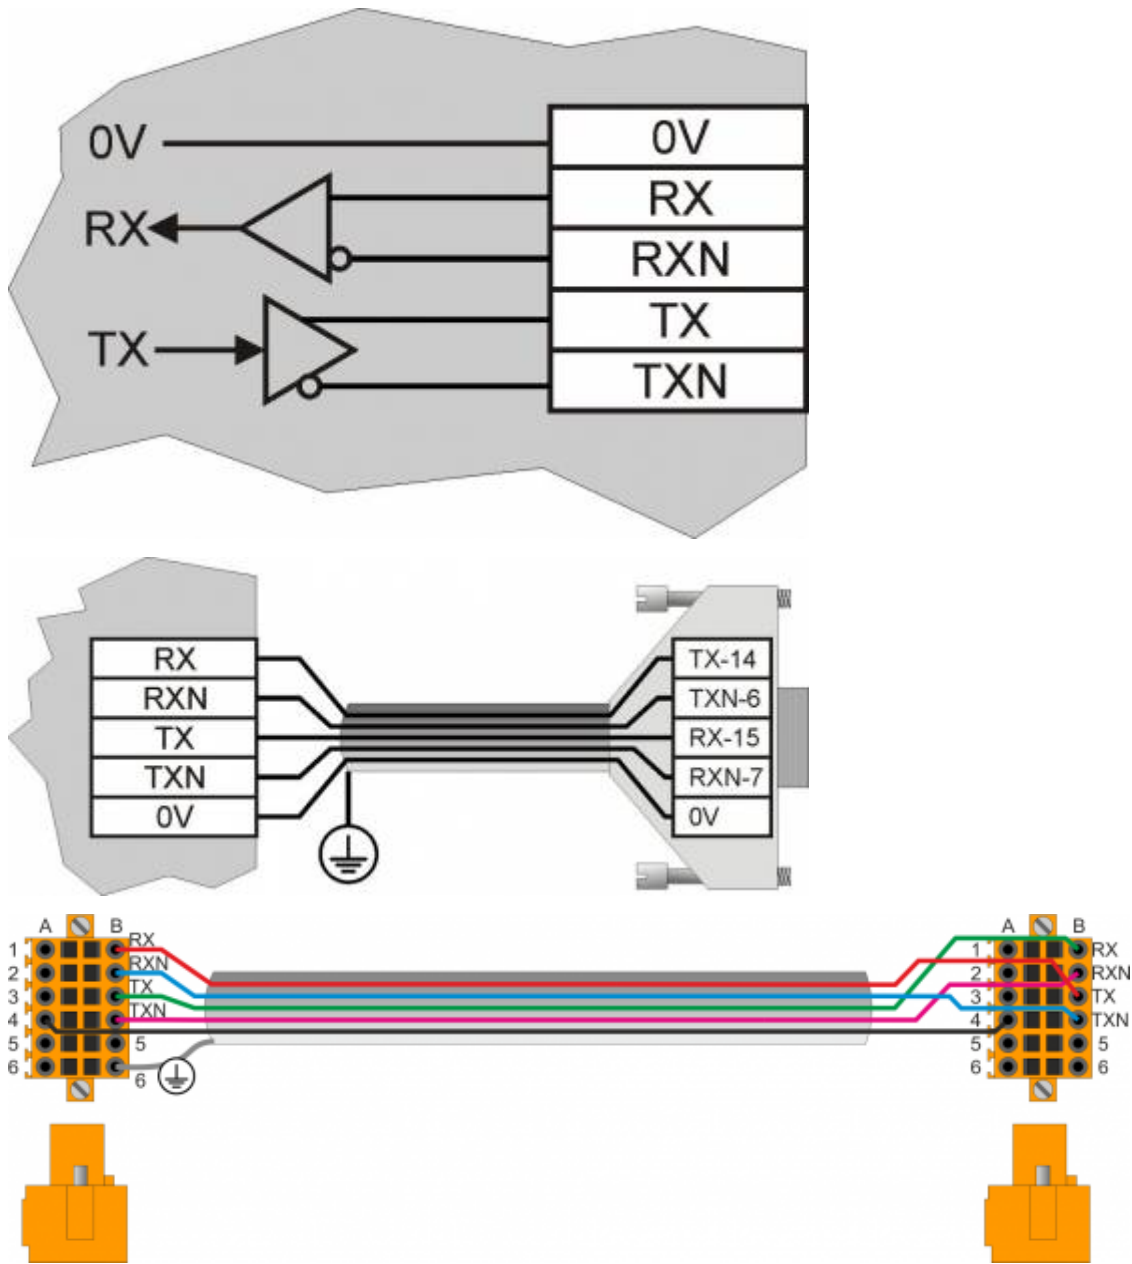 0V 0V
RX
RX
RXN
TX
TX
TXN
RX TX-14
RXN TXN-6
TX RX-15
TXN RXN-7
0V 0V
A B A B
1 RX 1 RX
2 RXN 2 RXN
3 TX 3 TX
4 TXN 4 TXN
5 5 5 5
6 6 6 6